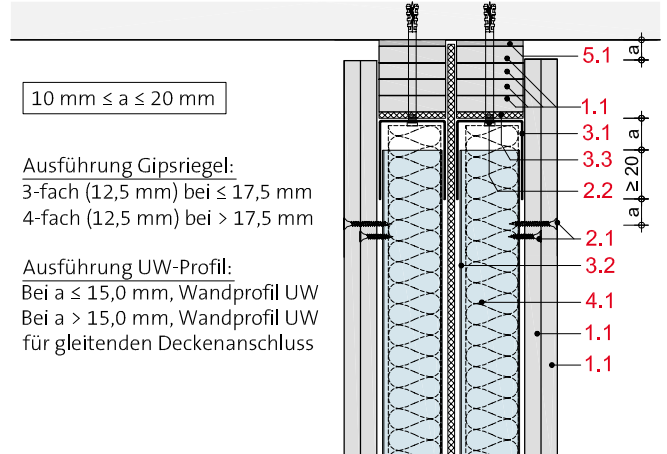 10 mm ≤ a ≤ 20 mm
Ausführung Gipsriegel:
3-fach (12,5 mm) bei ≤ 17,5 mm
4-fach (12,5 mm) bei > 17,5 mm
Ausführung UW-Profil:
Bei a ≤ 15,0 mm, Wandprofil UW
Bei a > 15,0 mm, Wandprofil UW
für gleitenden Deckenanschluss
5.1
1.1
3.1
3.3
2.2
2.1
3.2
4.1
1.1
1.1
a
a
≥ 20
a